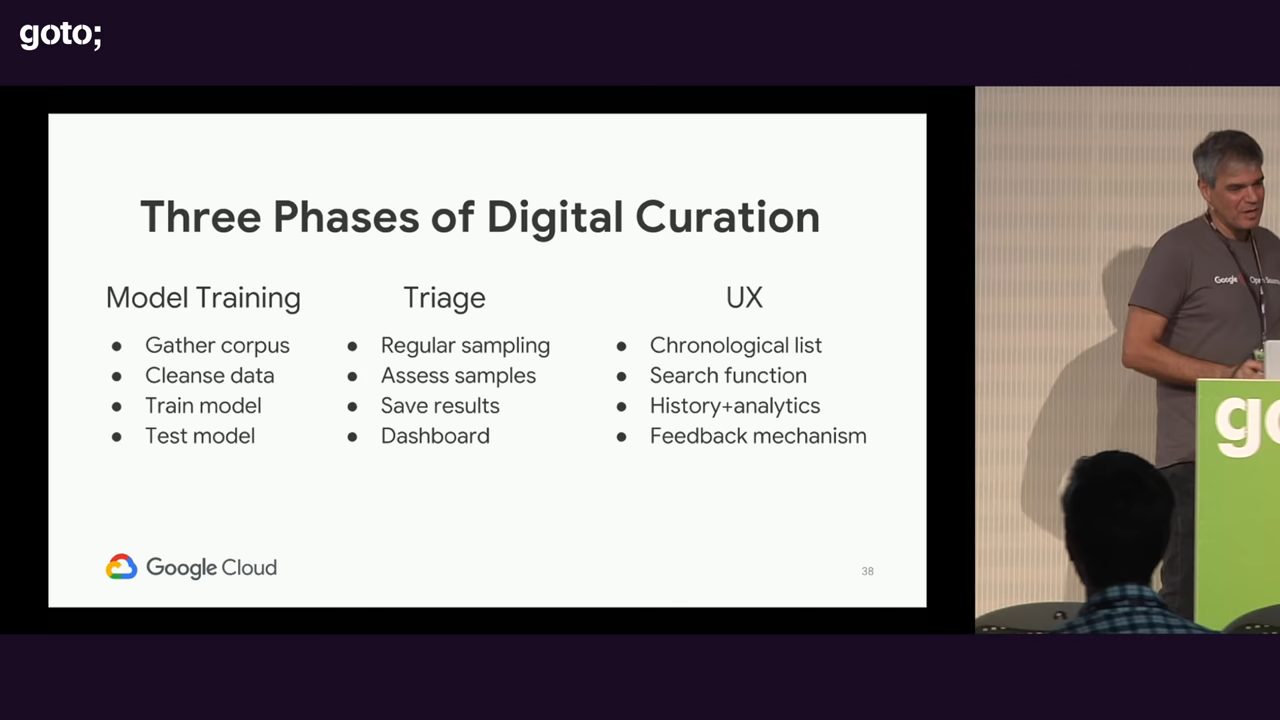 goto;
Three Phases of Digital Curation
Model Training
● Gather corpus
● Cleanse data
● Train model
● Test model
Triage
● Regular sampling
● Assess samples
● Save results
● Dashboard
UX
● Chronological list
● Search function
● History+analytics
● Feedback mechanism
Google Cloud
38
Google